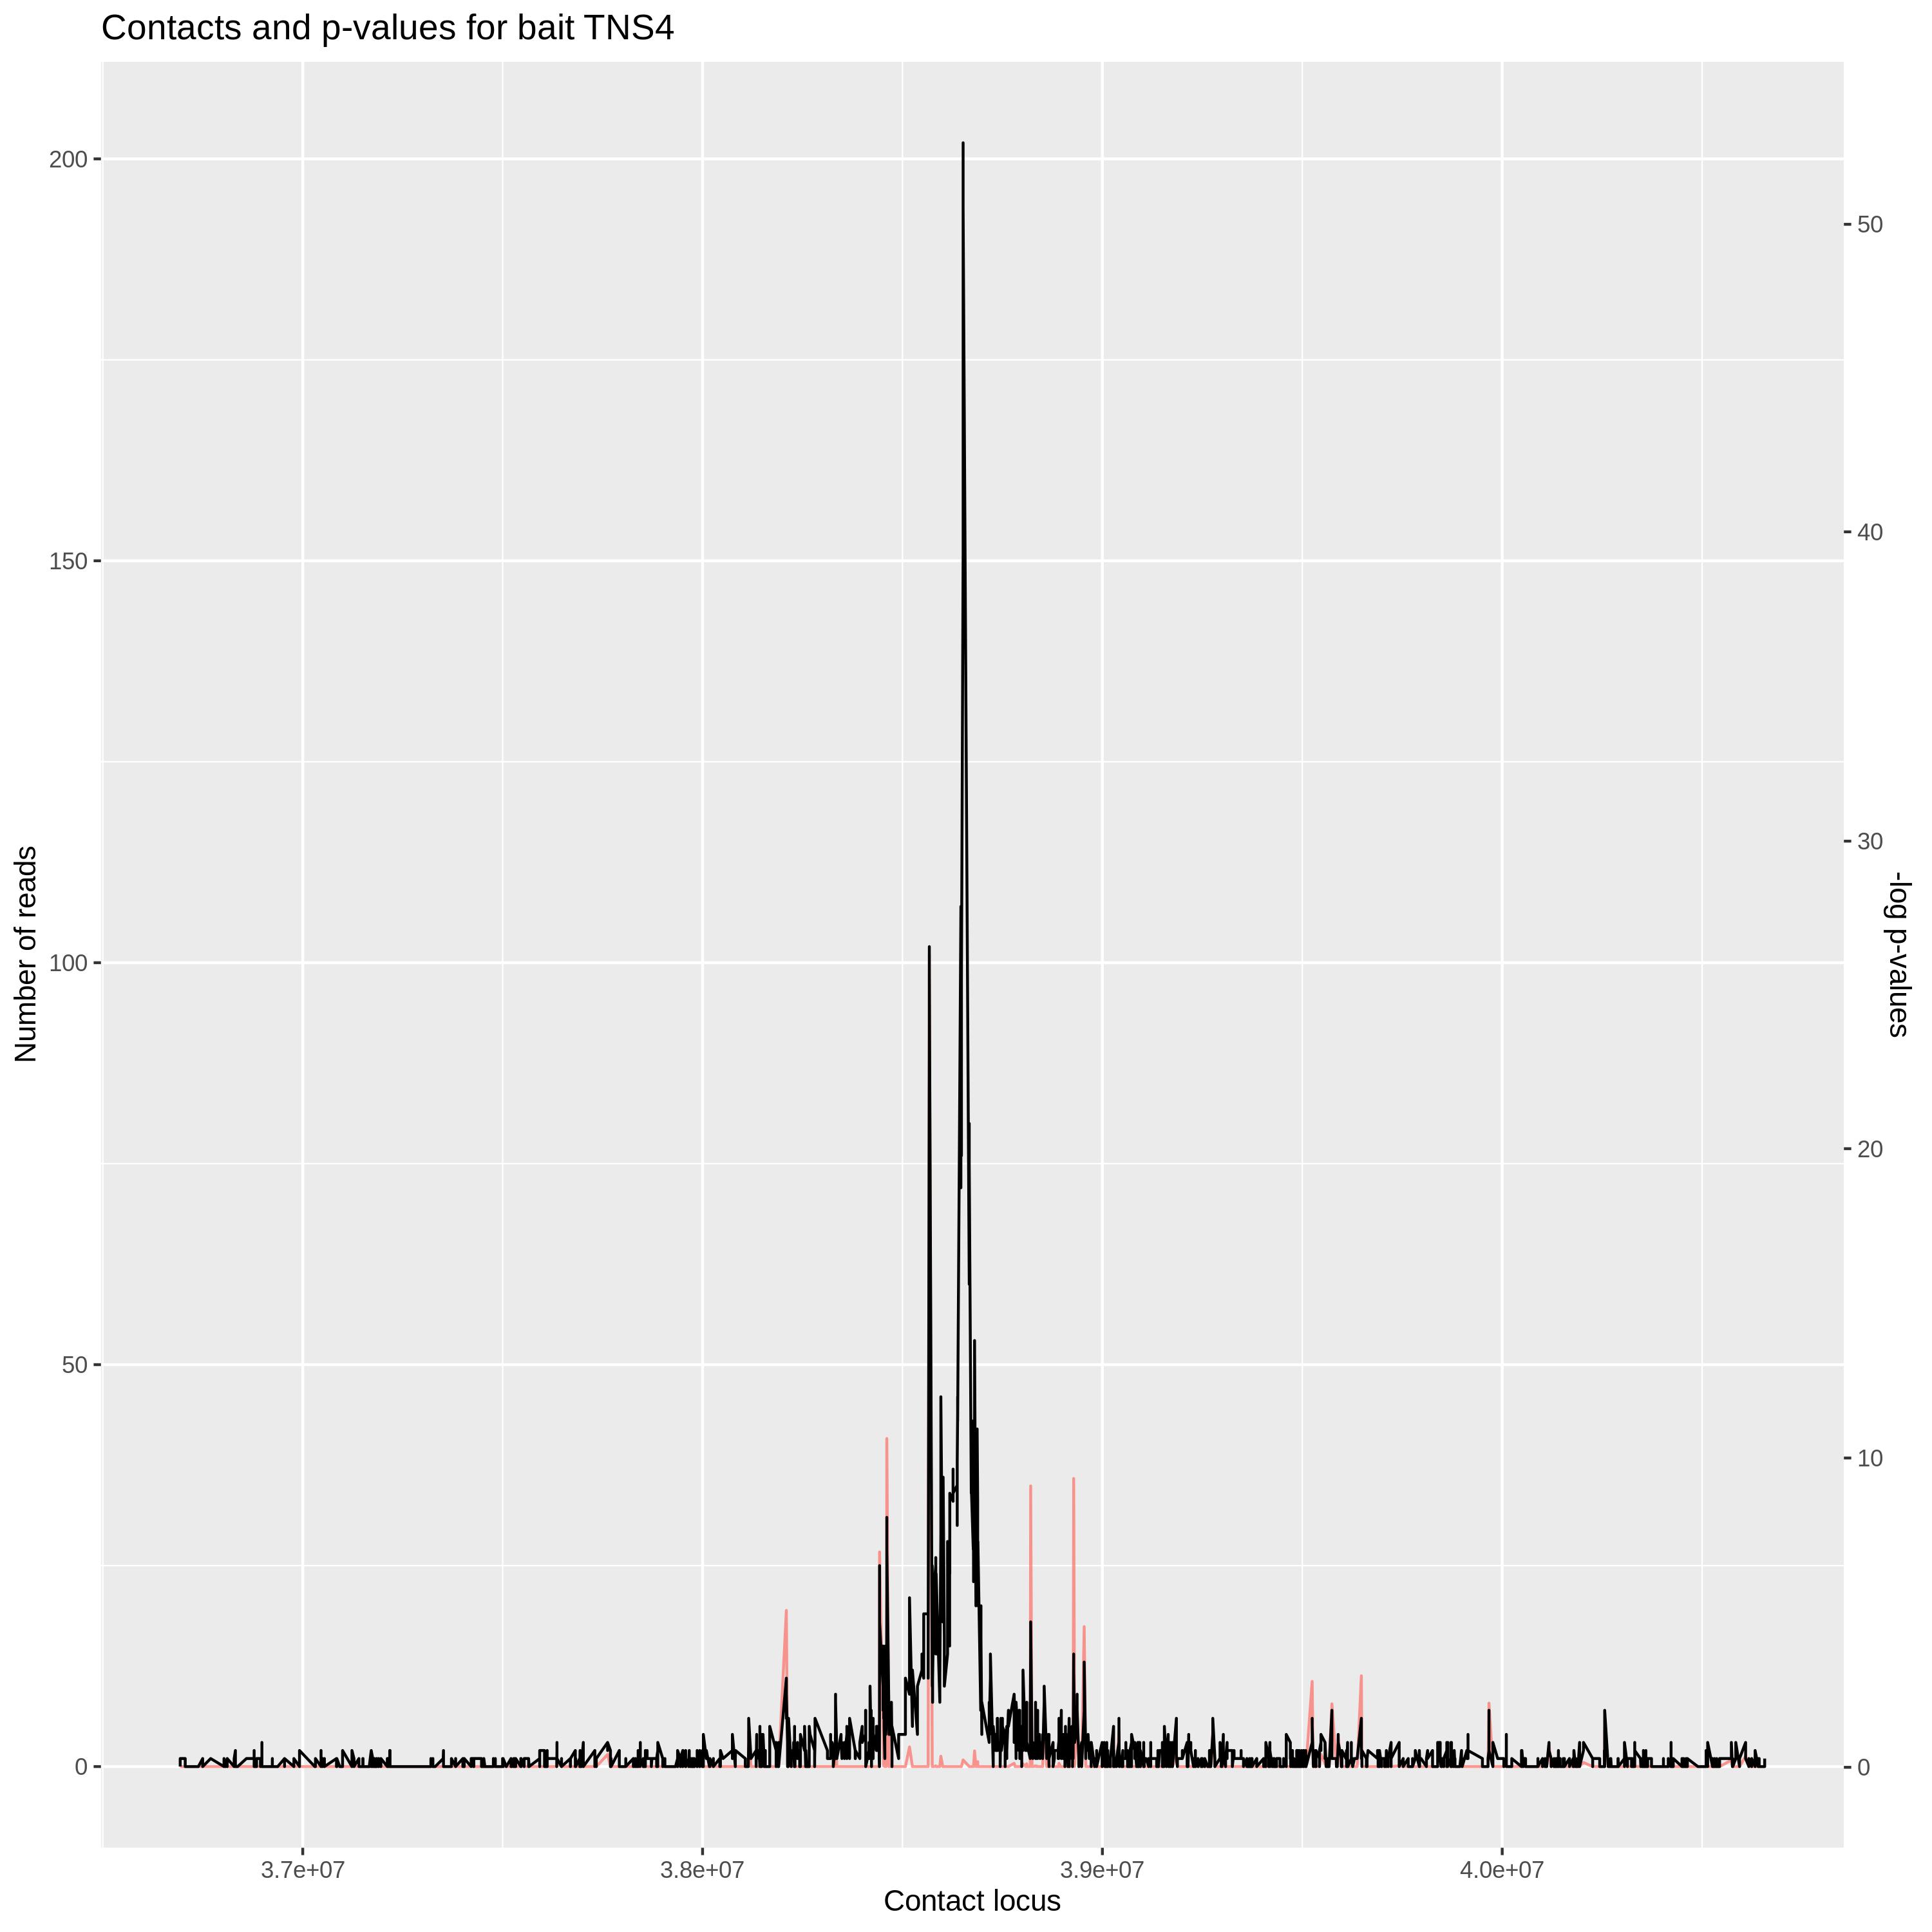 Contacts and p-values for bait TNS4
Number of reads
200
150
100
50
0
50
40
30
20
10
0
-log p-values
3.7e+07 3.8e+07 3.9e+07 4.0e+07
Contact locus